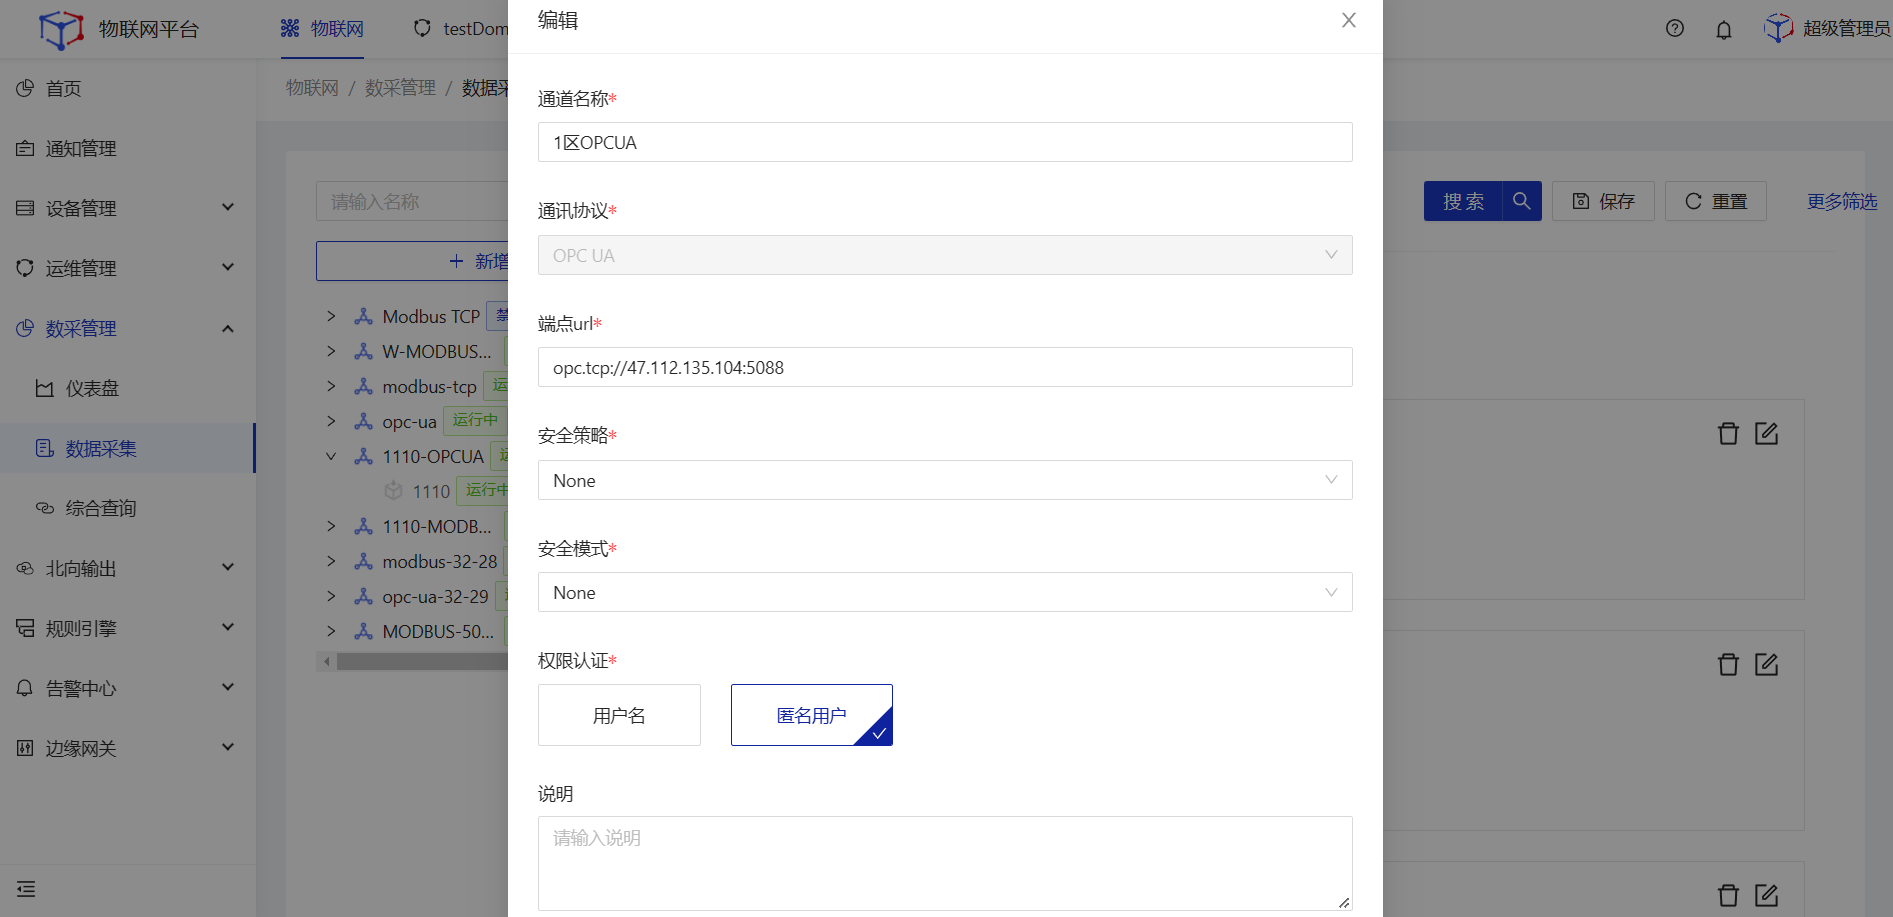 物联网平台
物联网
testDom
超级管理员
首页
通知管理
设备管理
运维管理
数采管理
仪表盘
数据采集
综合查询
北向输出
规则引擎
告警中心
边缘网关
物联网 / 数采管理 / 数据采
请输入名称
新增
Modbus TCP 禁
W-MODBUS...
modbus-tcp 运
opc-ua 运行中
1110-OPCUA 运
1110 运行中
1110-MODB...
modbus-32-28
opc-ua-32-29
MODBUS-50...
编辑
通道名称*
1区OPCUA
通讯协议*
OPC UA
端点url*
opc.tcp://47.112.135.104:5088
安全策略*
None
安全模式*
None
权限认证*
用户名
匿名用户
说明
请输入说明
搜索
保存
重置
更多筛选